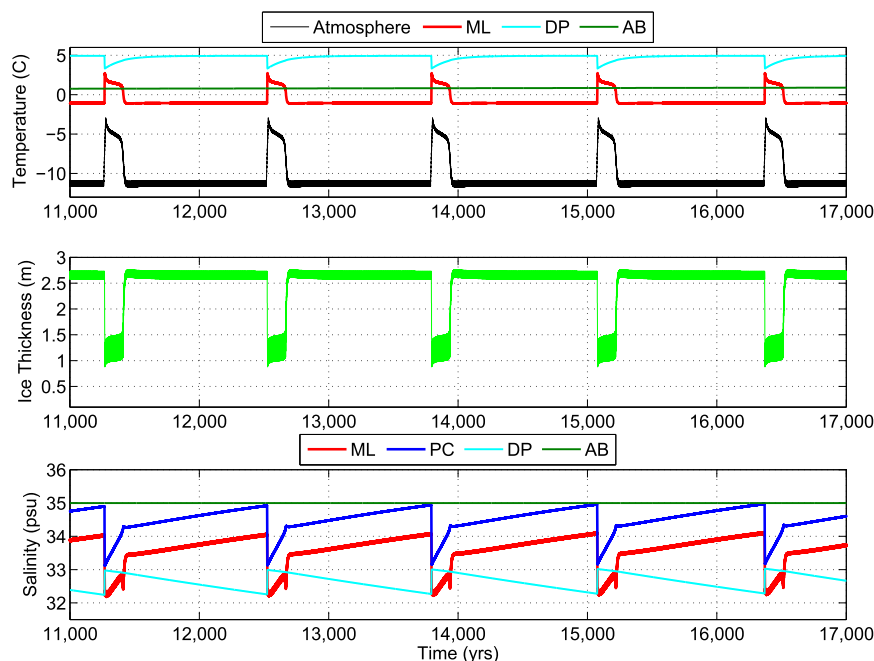 Atmosphere ML DP AB
Temperature (C)
5
0
−5
−10
11,000 12,000 13,000 14,000 15,000 16,000 17,000
Ice Thickness (m)
3
2.5
2
1.5
1
0.5
11,000 12,000 13,000 14,000 15,000 16,000 17,000
ML PC DP AB
Salinity (psu)
36
35
34
33
32
11,000 12,000 13,000 14,000 15,000 16,000 17,000
Time (yrs)